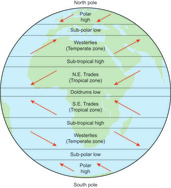 North pole
Polar
high
Sub-polar low
Westerlies
(Temperate zone)
Sub-tropical high
N.E. Trades
(Tropical zone)
Doldrums low
S.E. Trades
(Tropical zone)
Sub-tropical high
Westerlies
(Temperate zone)
Sub-polar low
Polar
high
South pole